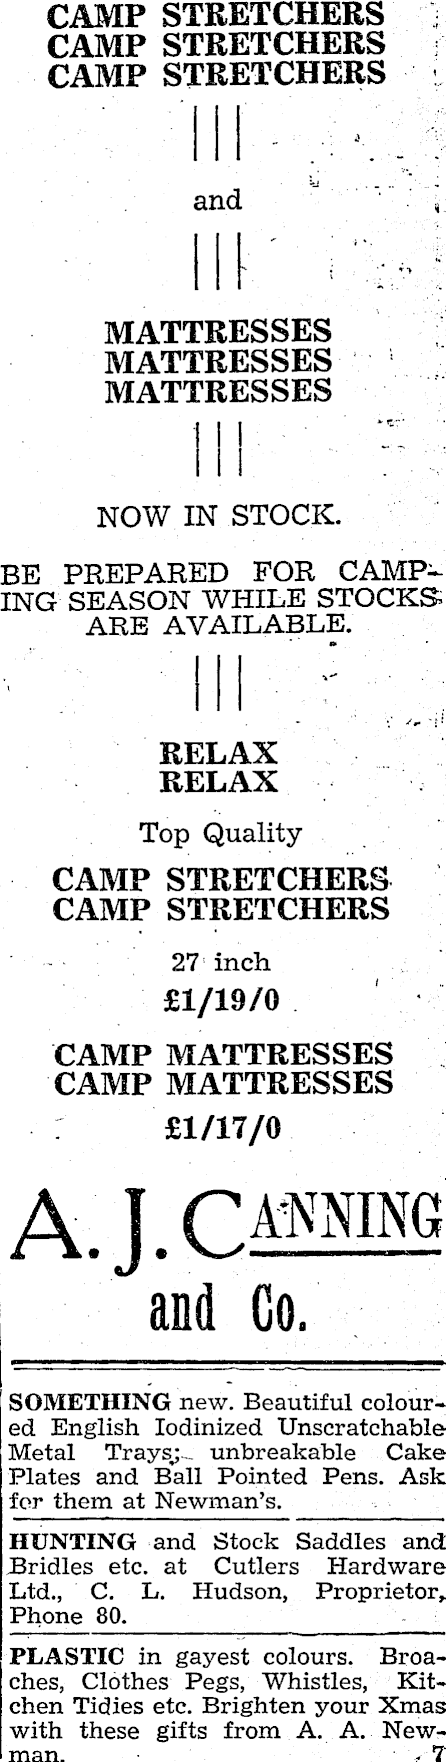 CAMP STRETCHERS
CAMP STRETCHERS
CAMP STRETCHERS
and
MATTRESSES
MATTRESSES
MATTRESSES
NOW IN STOCK.
BE PREPARED FOR CAMP-
ING SEASON WHILE STOCKS
ARE AVAILABLE.
RELAX
RELAX
Top Quality
CAMP STRETCHERS
CAMP STRETCHERS
27 inch
£1/19/0
CAMP MATTRESSES
CAMP MATTRESSES
£1/17/0
A. J. CANNING
and Co.
SOMETHING new. Beautiful colour-
ed English Iodinized Unscratchable
Metal Trays; unbreakable Cake
Plates and Ball Pointed Pens. Ask
for them at Newman's.
HUNTING and Stock Saddles and
Bridles etc. at Cutlers Hardware
Ltd., C. L. Hudson, Proprietor,
Phone 80.
PLASTIC in gayest colours. Broa-
ches, Clothes Pegs, Whistles, Kit-
chen Tidies etc. Brighten your Xmas
with these gifts from A. A. New-
man. 7